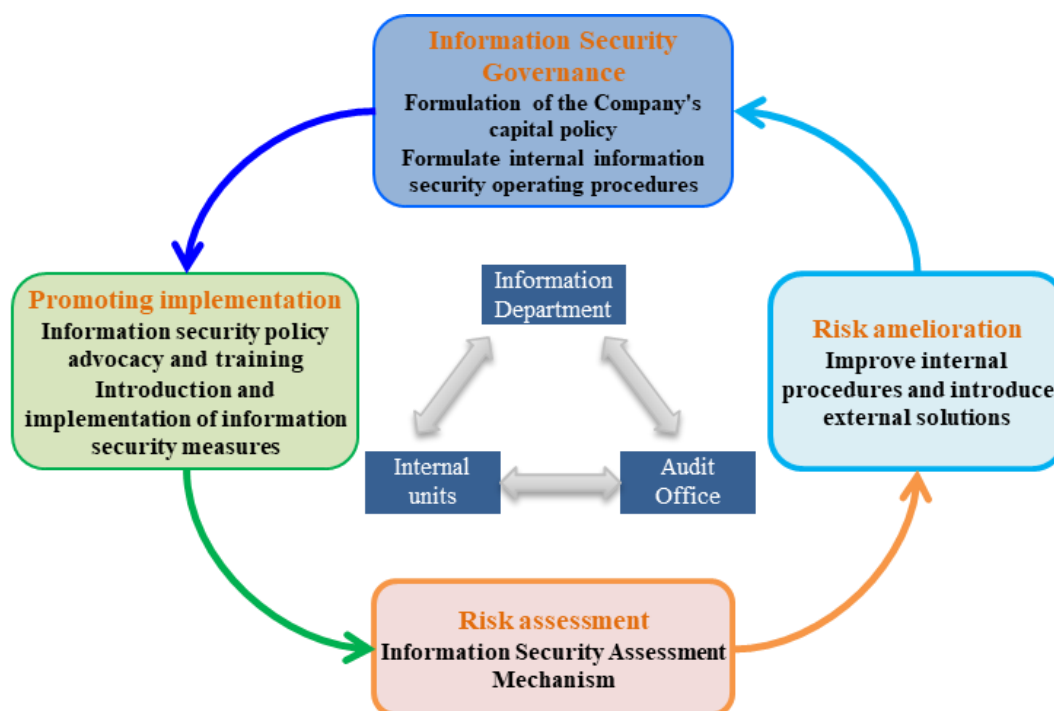 Information Security
Governance
Formulation of the Company's
capital policy
Formulate internal information
security operating procedures
Promoting implementation
Information security policy
advocacy and training
Introduction and
implementation of information
security measures
Information
Department
Internal
units
Audit
Office
Risk amelioration
Improve internal
procedures and introduce
external solutions
Risk assessment
Information Security Assessment
Mechanism